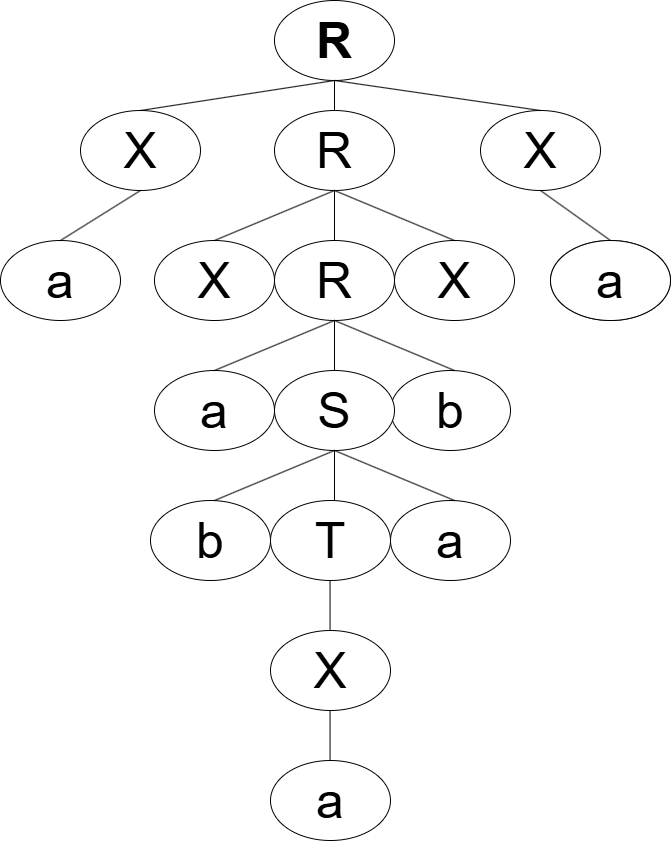 R
X R X
a X R X a
a S b
b T a
X
a